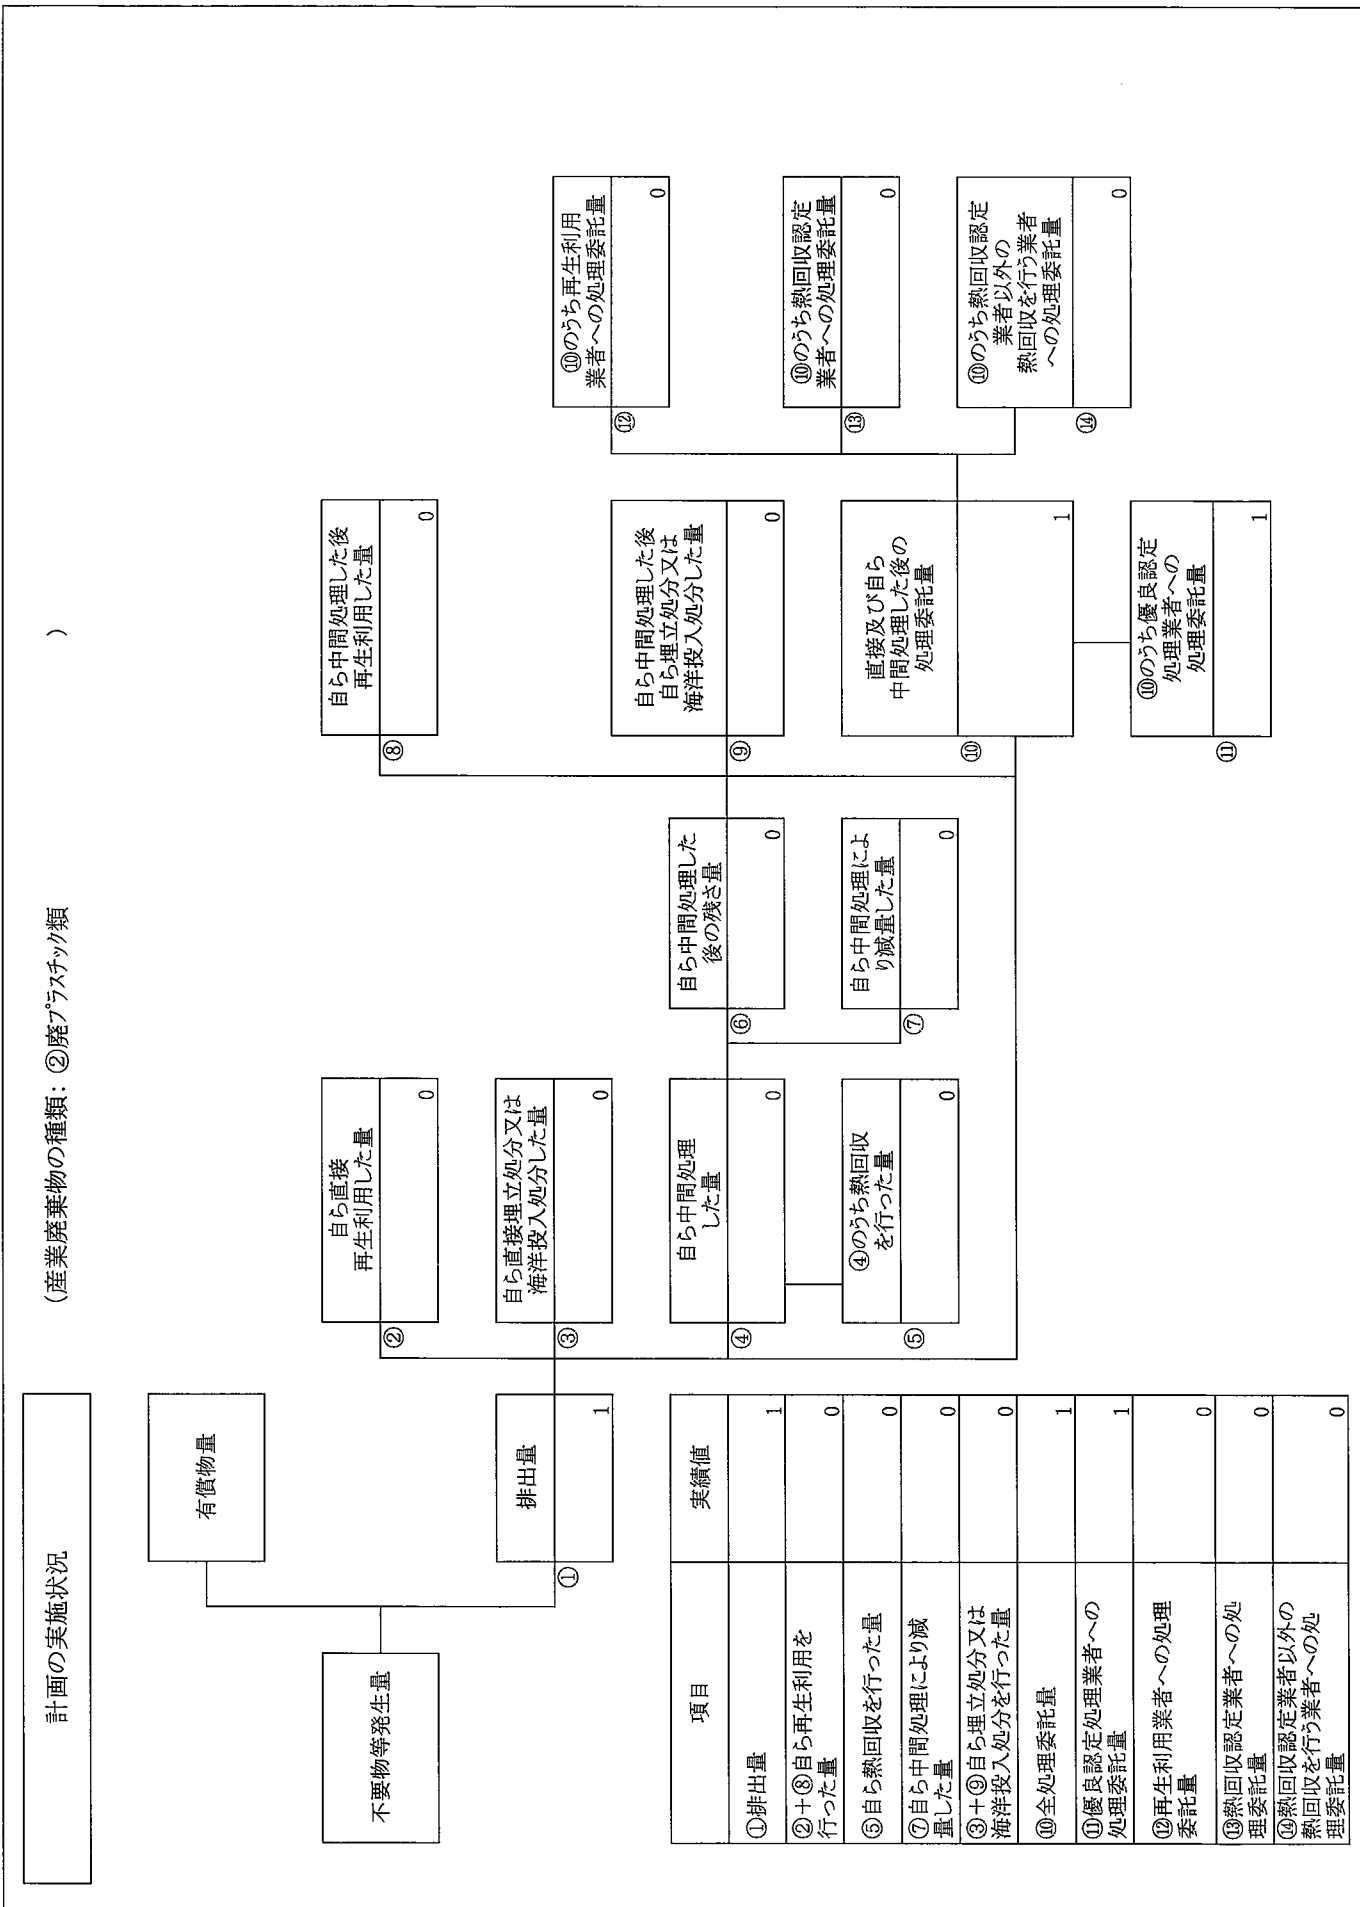 計画の実施状況
(産業廃棄物の種類：②廃プラスチック類 )
不要物等発生量
有償物量
①
排出量
1
②
自ら直接
再生利用した量
0
③
自ら直接埋立処分又は
海洋投入処分した量
0
④
自ら中間処理
した量
0
⑤
④のうち熱回収
を行った量
0
⑥
自ら中間処理した
後の残さ量
0
⑦
自ら中間処理によ
り減量した量
0
⑧
自ら中間処理した後
再生利用した量
0
⑨
自ら中間処理した後
自ら埋立処分又は
海洋投入処分した量
0
⑩
直接及び自ら
中間処理した後の
処理委託量
1
⑪
⑩のうち優良認定
処理業者への
処理委託量
1
⑫
⑩のうち再生利用
業者への処理委託量
0
⑬
⑩のうち熱回収認定
業者への処理委託量
0
⑭
⑩のうち熱回収認定
業者以外の
熱回収を行う業者
への処理委託量
0
項目 実績値
①排出量 1
②+⑧自ら再生利用を
行った量 0
⑤自ら熱回収を行った量 0
⑦自ら中間処理により減
量した量 0
③+⑨自ら埋立処分又は
海洋投入処分を行った量 0
⑩全処理委託量 1
⑪優良認定処理業者への
処理委託量 1
⑫再生利用業者への処理
委託量 0
⑬熱回収認定業者への処
理委託量 0
⑭熱回収認定業者以外の
熱回収を行う業者への処
理委託量 0